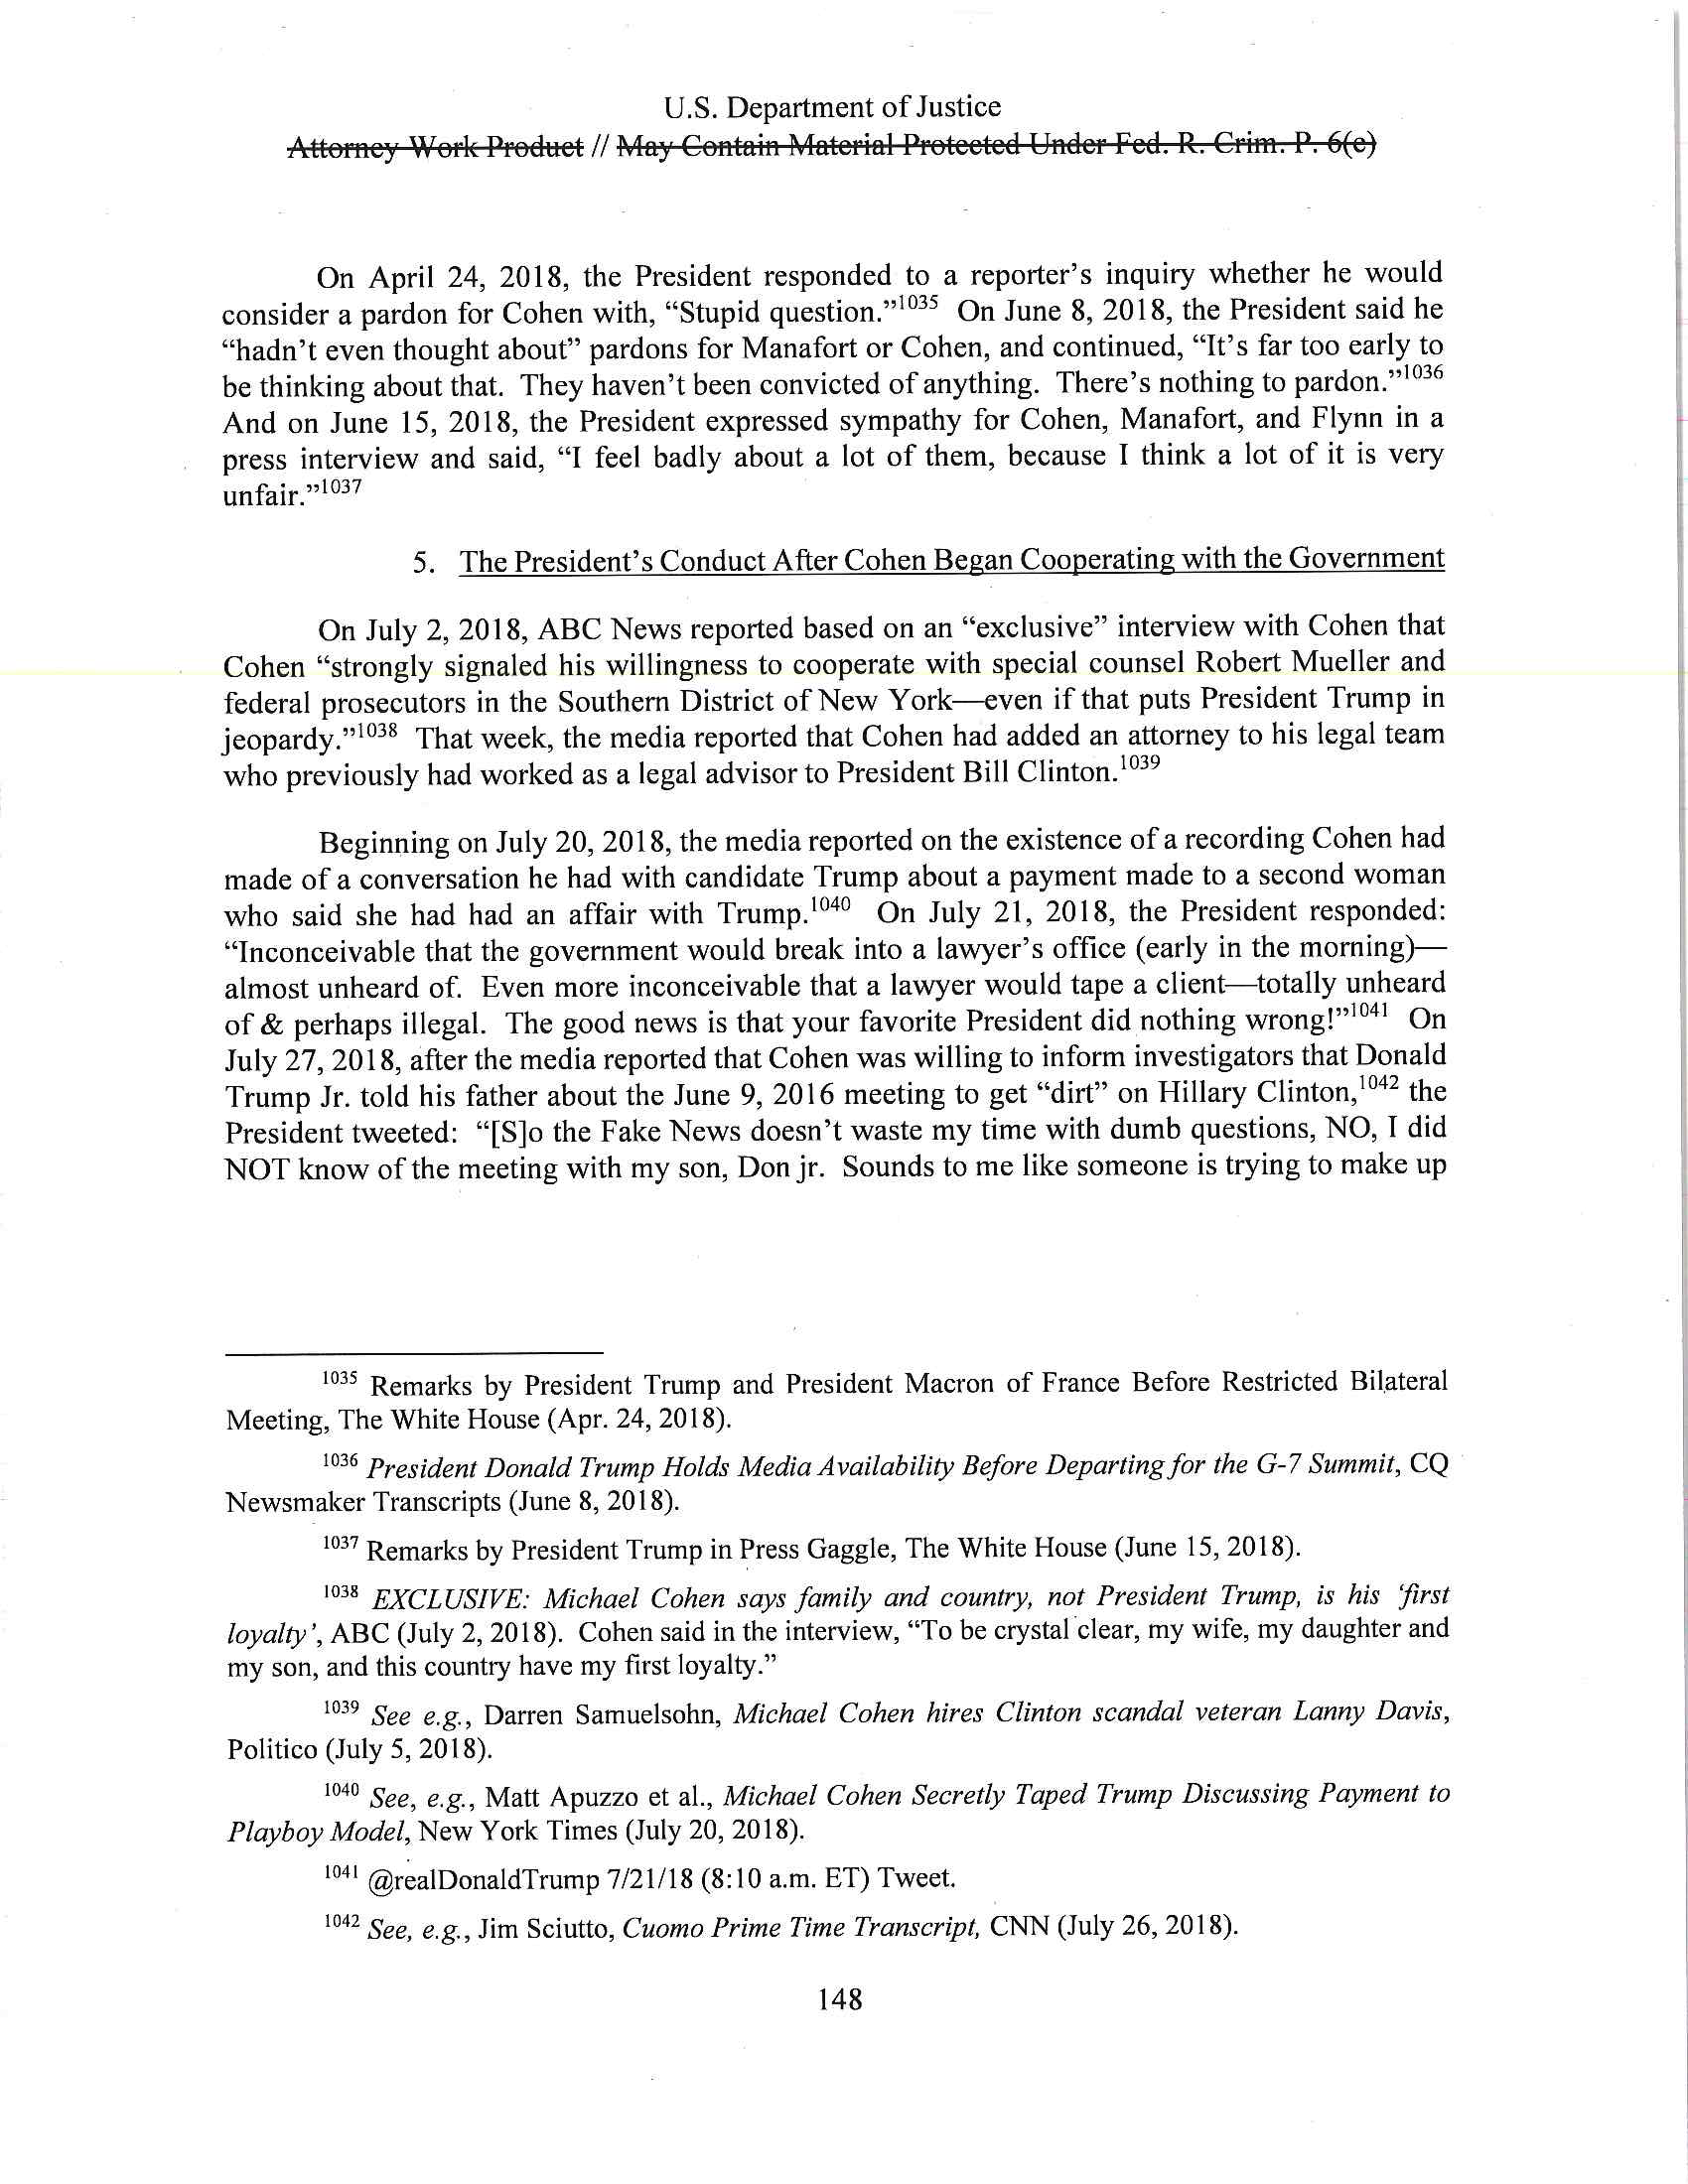 U.S. Department of Justice
Attorney Work Product // May Contain Material Protected Under Fed. R. Crim. P. 6(e)
On April 24, 2018, the President responded to a reporter’s inquiry whether he would
consider a pardon for Cohen with, “Stupid question.”1035 On June 8, 2018, the President said he
“hadn’t even thought about” pardons for Manafort or Cohen, and continued, “It’s far too early to
be thinking about that. They haven’t been convicted of anything. There’s nothing to pardon.”1036
And on June 15, 2018, the President expressed sympathy for Cohen, Manafort, and Flynn in a
press interview and said, “I feel badly about a lot of them, because I think a lot of it is very
unfair.”1037
5. The President’s Conduct After Cohen Began Cooperating with the Government
On July 2, 2018, ABC News reported based on an “exclusive” interview with Cohen that
Cohen “strongly signaled his willingness to cooperate with special counsel Robert Mueller and
federal prosecutors in the Southern District of New York—even if that puts President Trump in
jeopardy.”1038 That week, the media reported that Cohen had added an attorney to his legal team
who previously had worked as a legal advisor to President Bill Clinton.1039
Beginning on July 20, 2018, the media reported on the existence of a recording Cohen had
made of a conversation he had with candidate Trump about a payment made to a second woman
who said she had had an affair with Trump.1040 On July 21, 2018, the President responded:
“Inconceivable that the government would break into a lawyer’s office (early in the morning)—
almost unheard of. Even more inconceivable that a lawyer would tape a client—totally unheard
of & perhaps illegal. The good news is that your favorite President did nothing wrong!”1041 On
July 27, 2018, after the media reported that Cohen was willing to inform investigators that Donald
Trump Jr. told his father about the June 9, 2016 meeting to get “dirt” on Hillary Clinton,1042 the
President tweeted: “[S]o the Fake News doesn’t waste my time with dumb questions, NO, I did
NOT know of the meeting with my son, Don jr. Sounds to me like someone is trying to make up
1035 Remarks by President Trump and President Macron of France Before Restricted Bilateral
Meeting, The White House (Apr. 24, 2018).
1036 President Donald Trump Holds Media Availability Before Departing for the G-7 Summit, CQ
Newsmaker Transcripts (June 8, 2018).
1037 Remarks by President Trump in Press Gaggle, The White House (June 15, 2018).
1038 EXCLUSIVE: Michael Cohen says family and country, not President Trump, is his ‘first
loyalty’, ABC (July 2, 2018). Cohen said in the interview, “To be crystal clear, my wife, my daughter and
my son, and this country have my first loyalty.”
1039 See e.g., Darren Samuelsohn, Michael Cohen hires Clinton scandal veteran Lanny Davis,
Politico (July 5, 2018).
1040 See, e.g., Matt Apuzzo et al., Michael Cohen Secretly Taped Trump Discussing Payment to
Playboy Model, New York Times (July 20, 2018).
1041 @realDonaldTrump 7/21/18 (8:10 a.m. ET) Tweet.
1042 See, e.g., Jim Sciutto, Cuomo Prime Time Transcript, CNN (July 26, 2018).
148